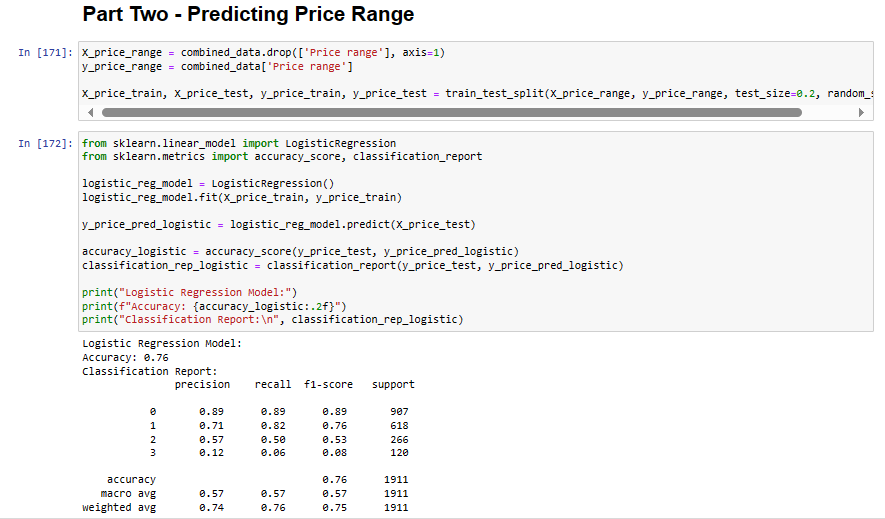 Part Two - Predicting Price Range
In [171]: X_price_range = combined_data.drop(['Price range'], axis=1)
y_price_range = combined_data['Price range']
X_price_train, X_price_test, y_price_train, y_price_test = train_test_split(X_price_range, y_price_range, test_size=0.2, random_s
In [172]: from sklearn.linear_model import LogisticRegression
from sklearn.metrics import accuracy_score, classification_report
logistic_reg_model = LogisticRegression()
logistic_reg_model.fit(X_price_train, y_price_train)
y_price_pred_logistic = logistic_reg_model.predict(X_price_test)
accuracy_logistic = accuracy_score(y_price_test, y_price_pred_logistic)
classification_rep_logistic = classification_report(y_price_test, y_price_pred_logistic)
print("Logistic Regression Model:")
print(f"Accuracy: {accuracy_logistic:.2f}")
print("Classification Report:\n", classification_rep_logistic)
Logistic Regression Model:
Accuracy: 0.76
Classification Report:
precision recall f1-score support
0 0.89 0.89 0.89 907
1 0.71 0.82 0.76 618
2 0.57 0.50 0.53 266
3 0.12 0.06 0.08 120
accuracy 0.76 1911
macro avg 0.57 0.57 0.57 1911
weighted avg 0.74 0.76 0.75 1911